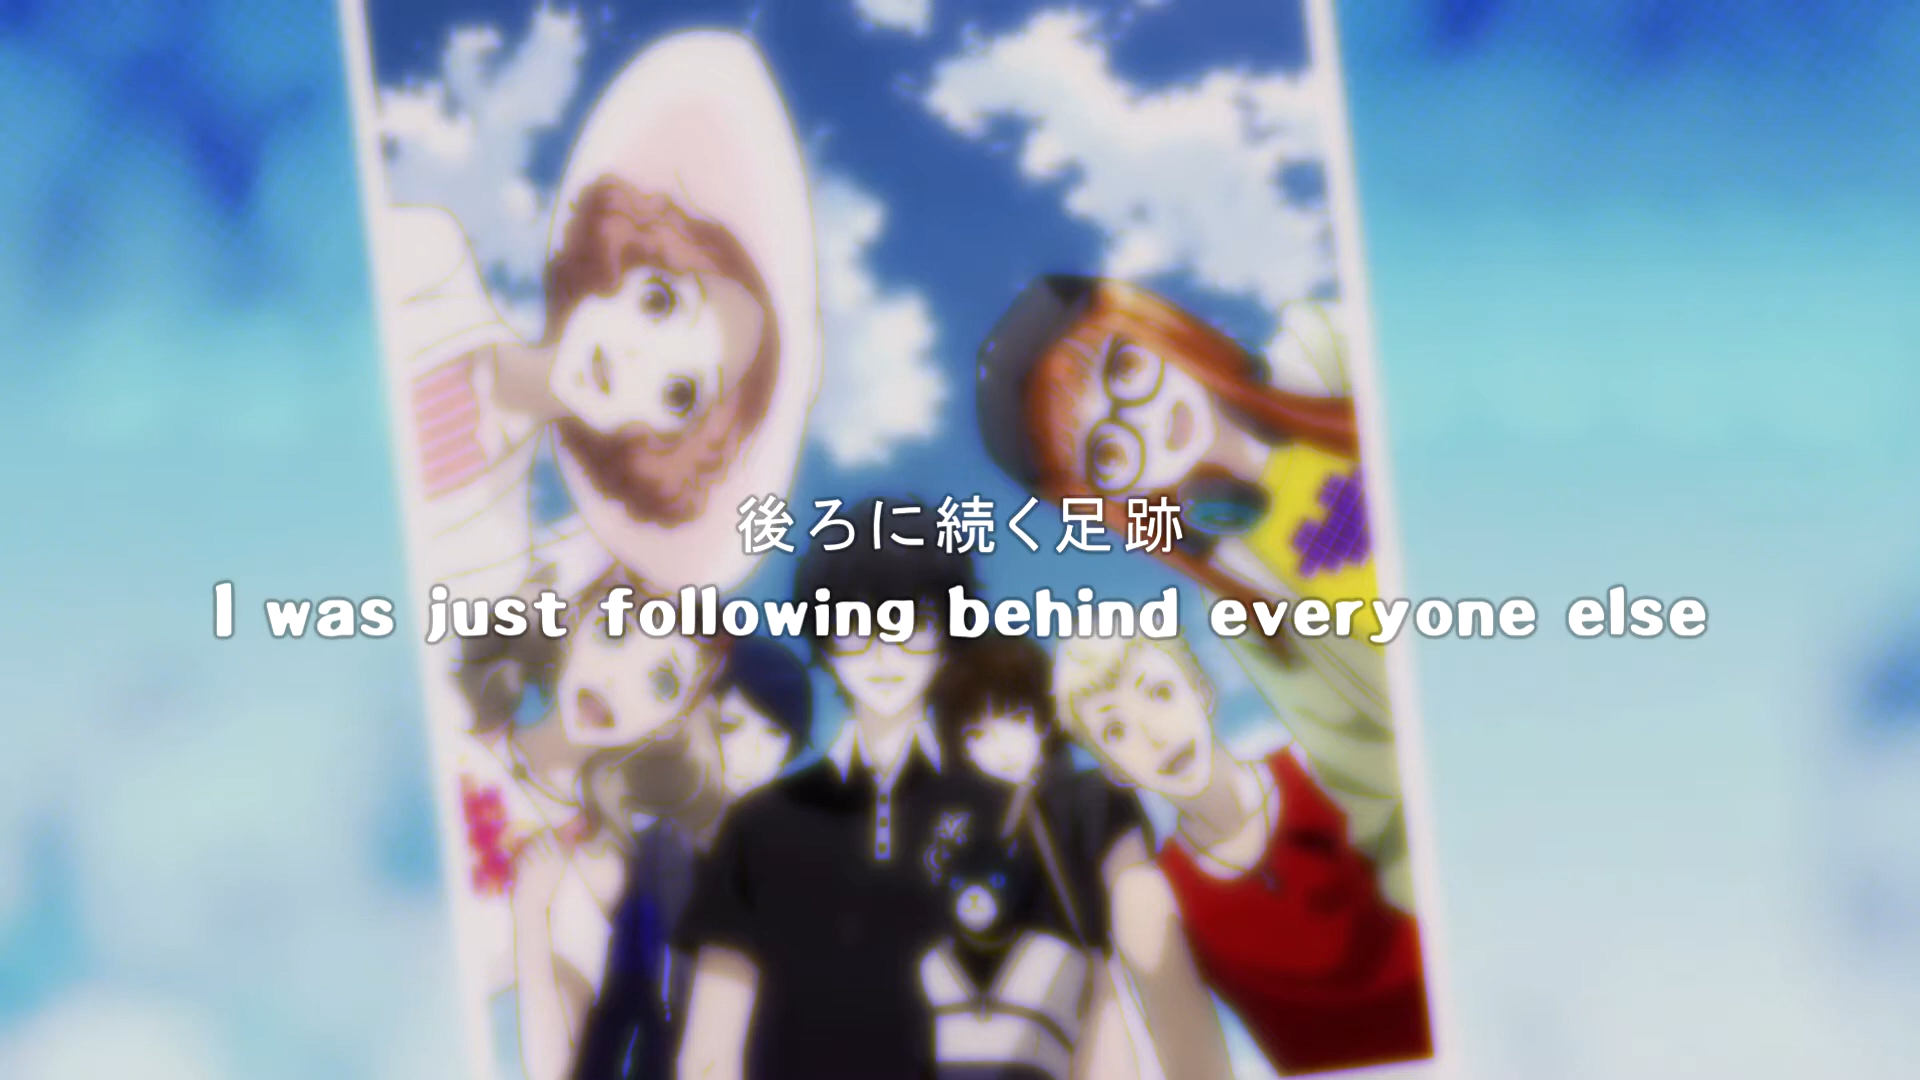 後ろに続く足跡
I was just following behind everyone else